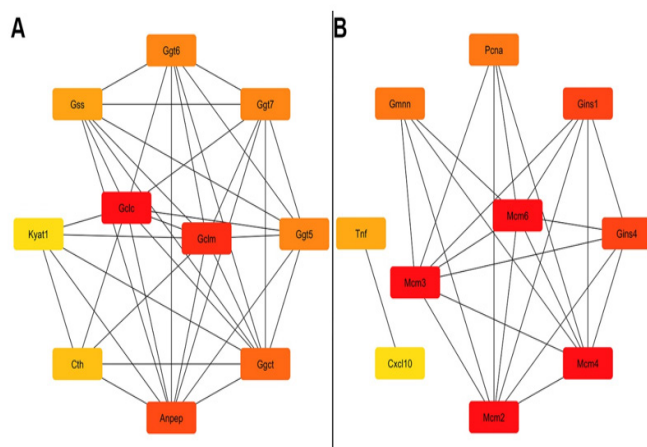 A
B
Ggt6
Pcna
Gss
Ggt7
Gmnn
Gins1
Gclc
Mcm6
Kyat1
Gclm
Ggt5
Tnf
Gins4
Mcm3
Cth
Ggct
Cxcl10
Mcm4
Anpep
Mcm2